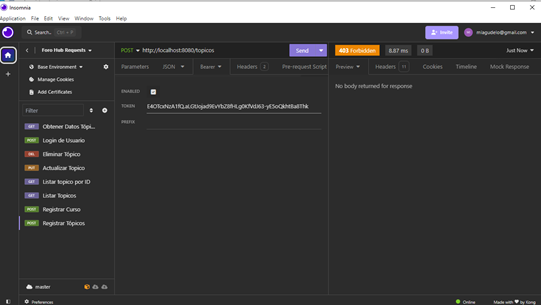 Insomnia
Application File Edit View Window Tools Help
Search.. Ctrl + P
Invite
miagudelo@gmail.com
Foro Hub Requests
POST http://localhost:8080/topicos
Send
403 Forbidden 8.87 ms 0 B
Just Now
Base Environment
Manage Cookies
Add Certificates
Parameters JSON Bearer Headers 2 Pre-request Script
Preview Headers 11 Cookies Timeline Mock Response
ENABLED
TOKEN
PREFIX
No body returned for response
Filter
GET Obtener Datos Tópi...
POST Login de Usuario
DEL Eliminar Tópico
PUT Actualizar Topico
GET Listar topico por ID
GET Listar Topicos
POST Registrar Curso
POST Registrar Tópicos
master
Preferences
Online
Made with by Kong